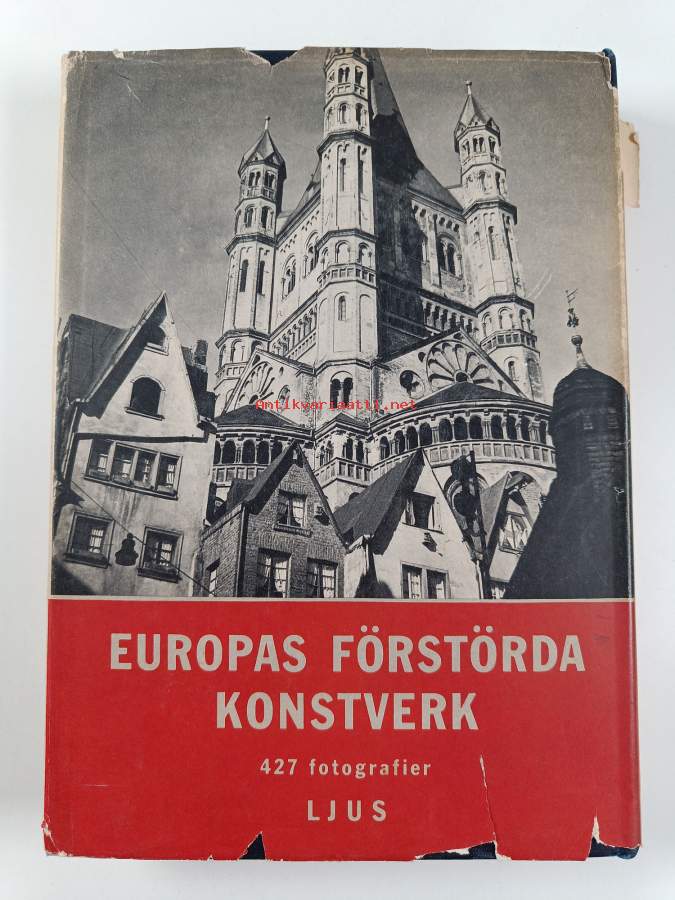 Antikvariaatti.net
EUROPAS FÖRSTÖRDA
KONSTVERK
427 fotografier
LJUS